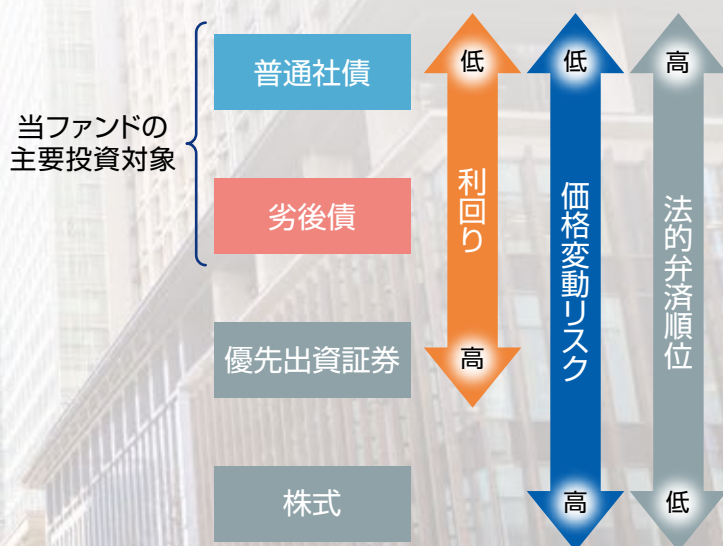 当ファンドの
主要投資対象
普通社債
劣後債
優先出資証券
株式
低
利回り
高
低
価格変動リスク
高
高
法的弁済順位
低